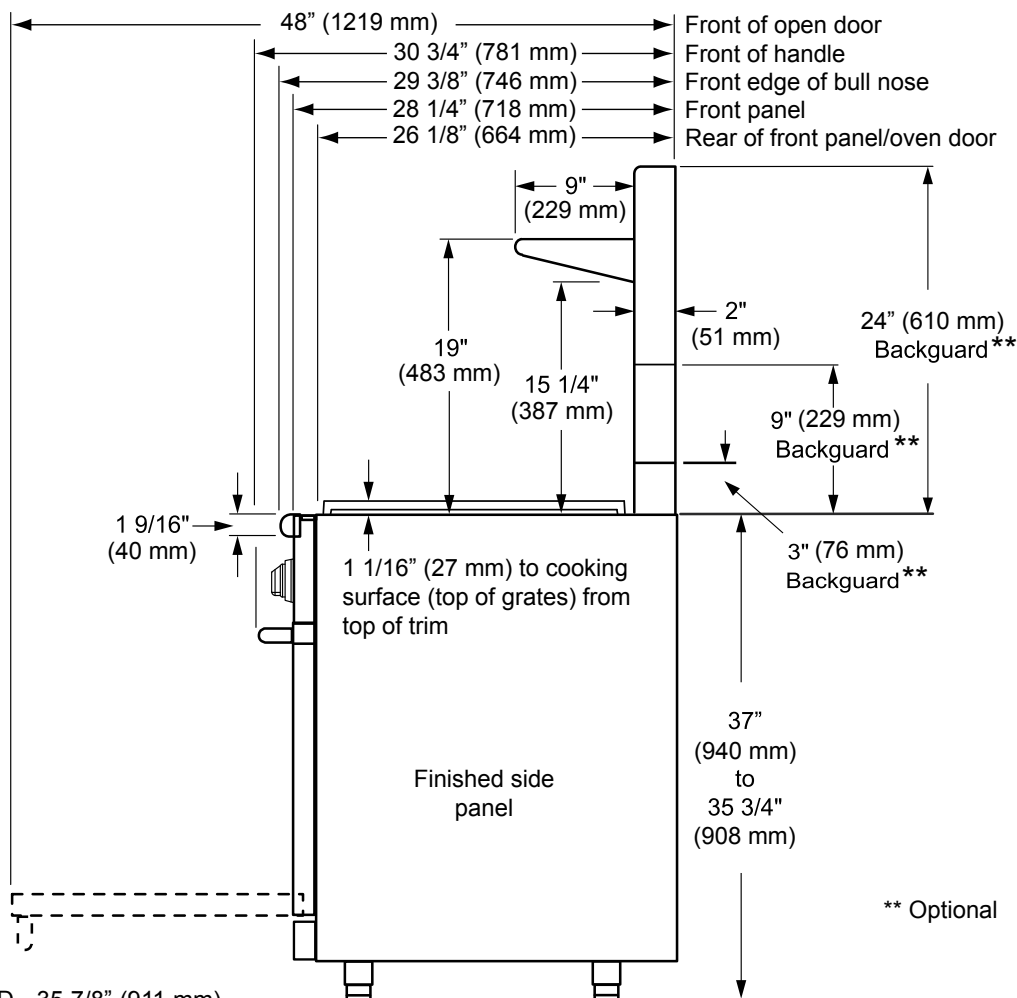 48” (1219 mm) Front of open door
30 3/4” (781 mm) Front of handle
29 3/8” (746 mm) Front edge of bull nose
28 1/4” (718 mm) Front panel
26 1/8” (664 mm) Rear of front panel/oven door
9"
(229 mm)
2"
(51 mm)
24” (610 mm)
Backguard**
19"
(483 mm)
15 1/4"
(387 mm)
9" (229 mm)
Backguard**
1 9/16"
(40 mm)
3" (76 mm)
Backguard**
1 1/16” (27 mm) to cooking
surface (top of grates) from
top of trim
37”
(940 mm)
to
35 3/4"
(908 mm)
Finished side
panel
** Optional
35 7/8” (911 mm)